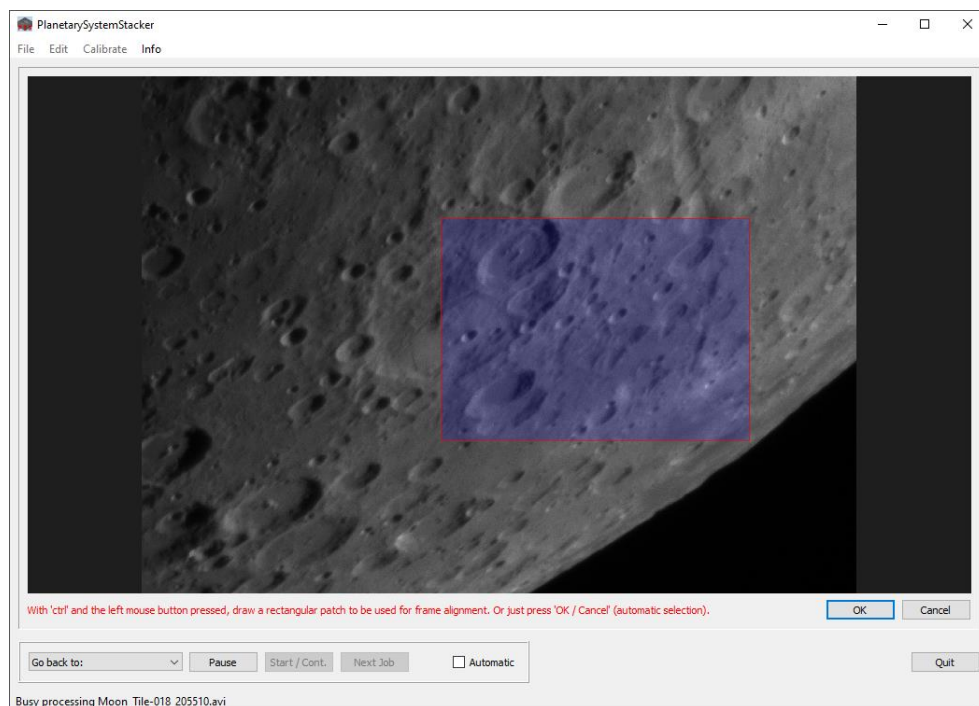 PlanetarySystemStacker
File Edit Calibrate Info
With 'ctrl' and the left mouse button pressed, draw a rectangular patch to be used for frame alignment. Or just press 'OK / Cancel' (automatic selection). OK Cancel
Go back to: Pause Start / Cont. Next Job Automatic Quit
Busy processing Moon_Tile-018_205510.avi